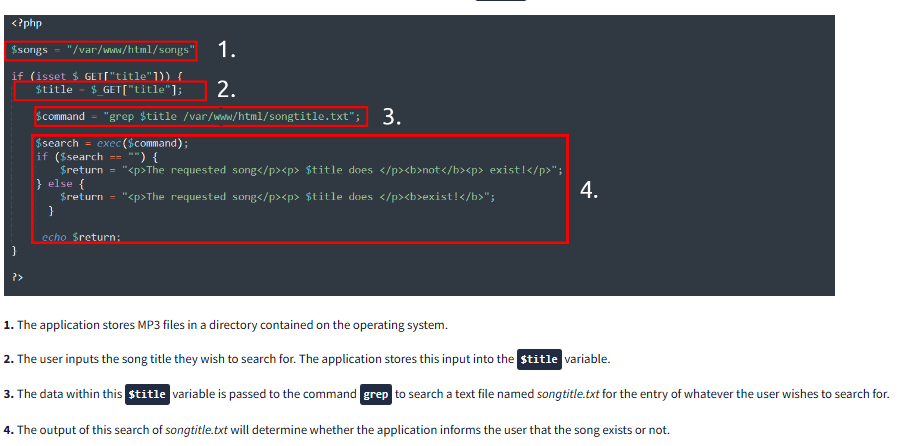 <?php
$songs = "/var/www/html/songs"
1.
if (isset $_GET["title"])) {
$title = $_GET["title"];
2.
$command = "grep $title /var/www/html/songtitle.txt";
3.
$search = exec($command);
if ($search == "") {
$return = "<p>The requested song</p><p> $title does </p><b>not</b><p> exist!</p>";
} else {
$return = "<p>The requested song</p><p> $title does </p><b>exist!</b>";
}
4.
echo $return;
}
?>
1. The application stores MP3 files in a directory contained on the operating system.
2. The user inputs the song title they wish to search for. The application stores this input into the $title variable.
3. The data within this $title variable is passed to the command grep to search a text file named songtitle.txt for the entry of whatever the user wishes to search for.
4. The output of this search of songtitle.txt will determine whether the application informs the user that the song exists or not.